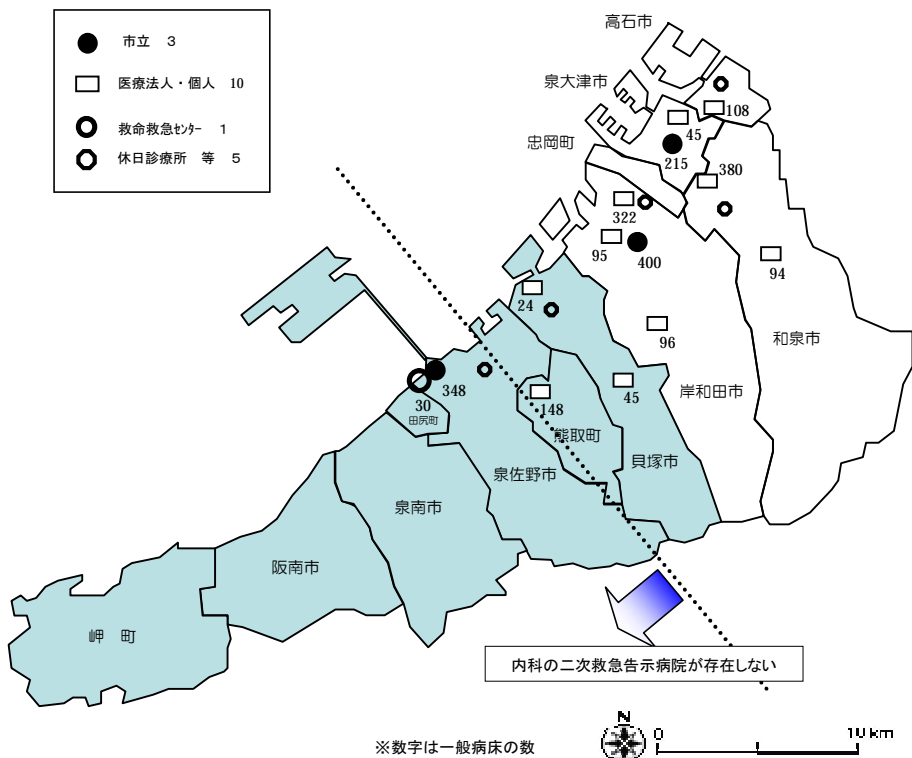 市立 3
医療法人・個人 10
救命救急ｾﾝﾀｰ 1
休日診療所 等 5
高石市
泉大津市
忠岡町
108
45
215
380
322
95
400
94
24
96
和泉市
348
30
148
45
岸和田市
田尻町
熊取町
貝塚市
泉佐野市
泉南市
阪南市
岬 町
内科の二次救急告示病院が存在しない
※数字は一般病床の数
N
0
10km